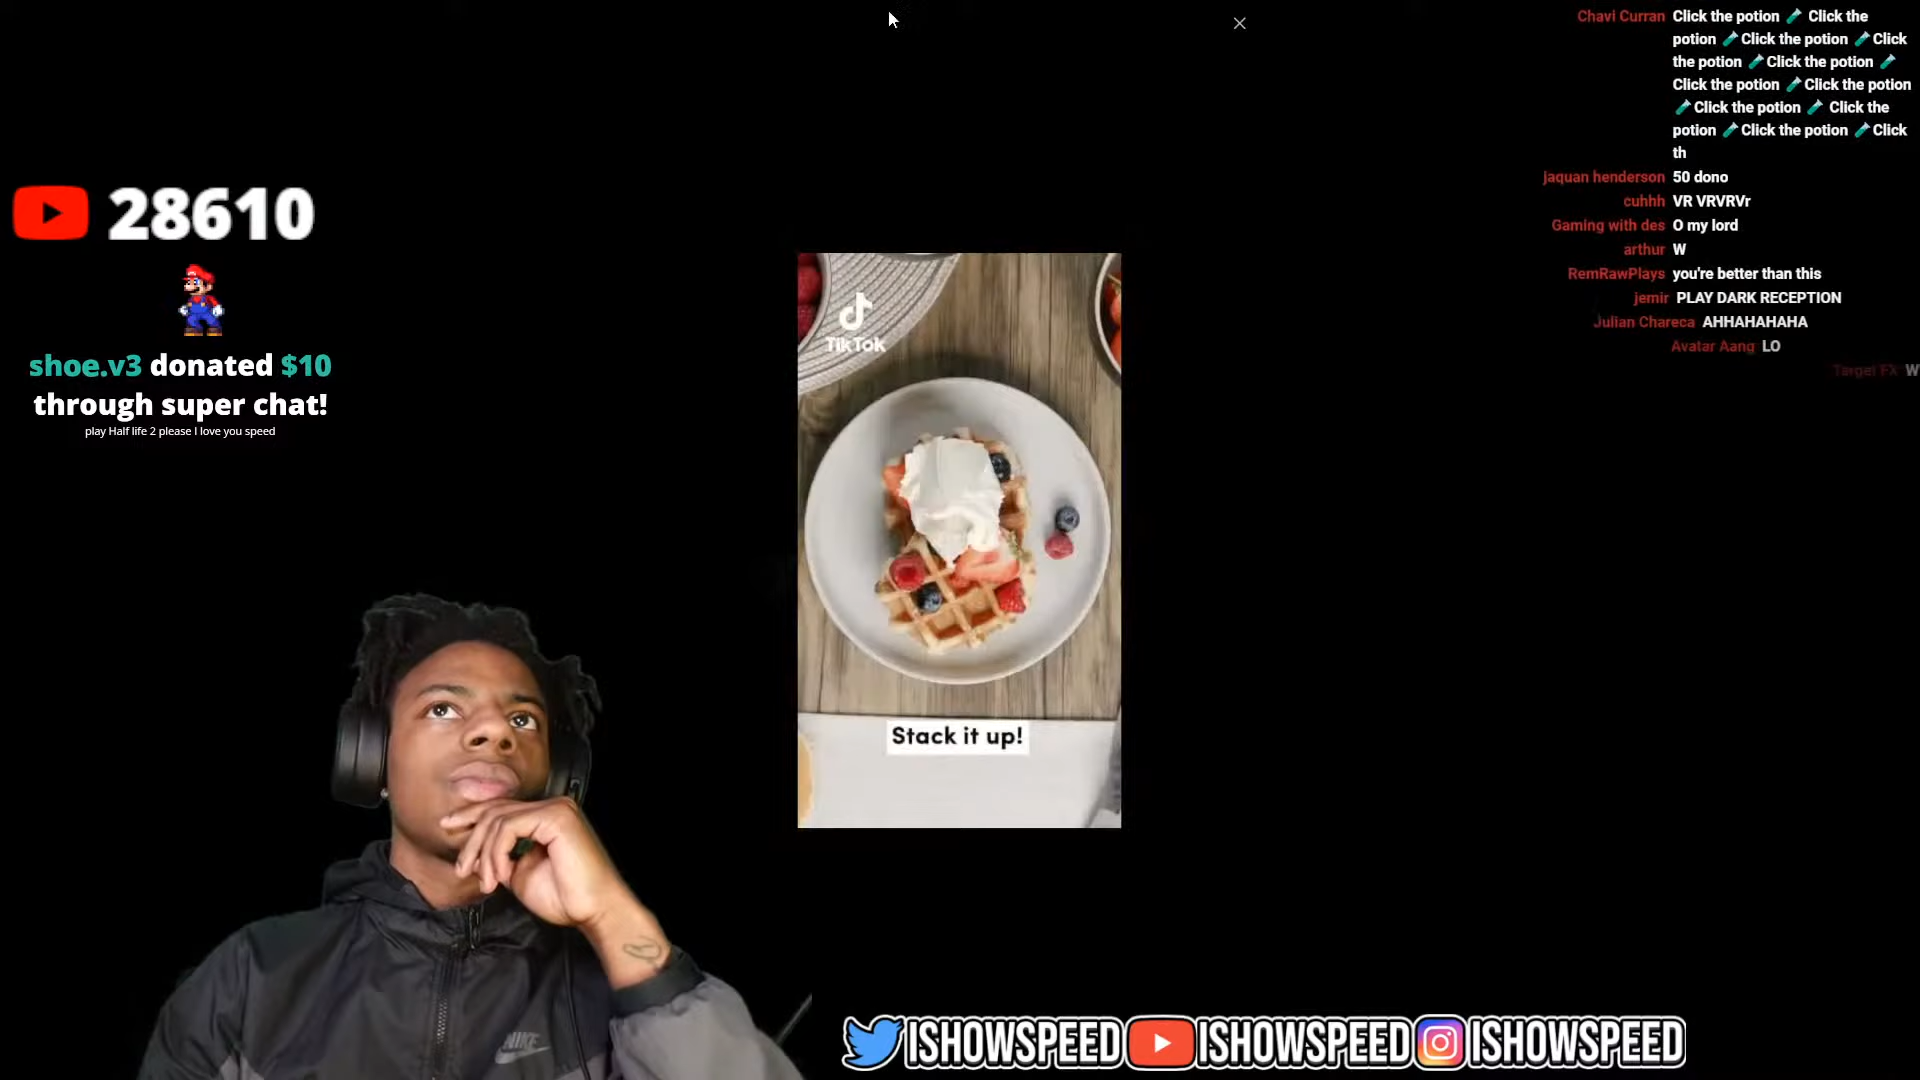 28610
shoe.v3 donated $10
through super chat!
play Half life 2 please I love you speed
TikTok
Stack it up!
NIKE
Chavi Curran Click the potion 🧪 Click the
potion 🧪Click the potion 🧪Click
the potion 🧪Click the potion 🧪
Click the potion 🧪Click the potion
🧪Click the potion 🧪 Click the
potion 🧪Click the potion 🧪Click
th
jaquan henderson 50 dono
cuhhh VR VRVRVr
Gaming with des O my lord
arthur W
RemRawPlays you're better than this
jemir PLAY DARK RECEPTION
Julian Chareca AHHAHAHAHA
Avatar Aang LO
Target FX W
ISHOWSPEED ISHOWSPEED ISHOWSPEED